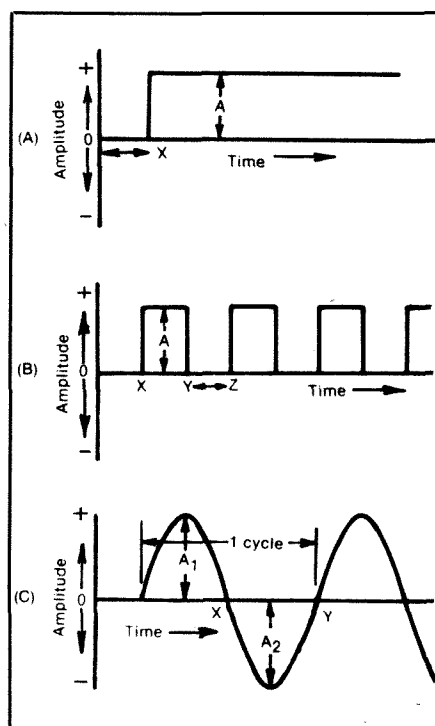 +
Amplitude
(A)
0
A
X
Time
−
+
Amplitude
(B)
0
A
X
Y
Z
Time
−
+
Amplitude
(C)
0
1 cycle
A1
X
Y
Time
A2
−